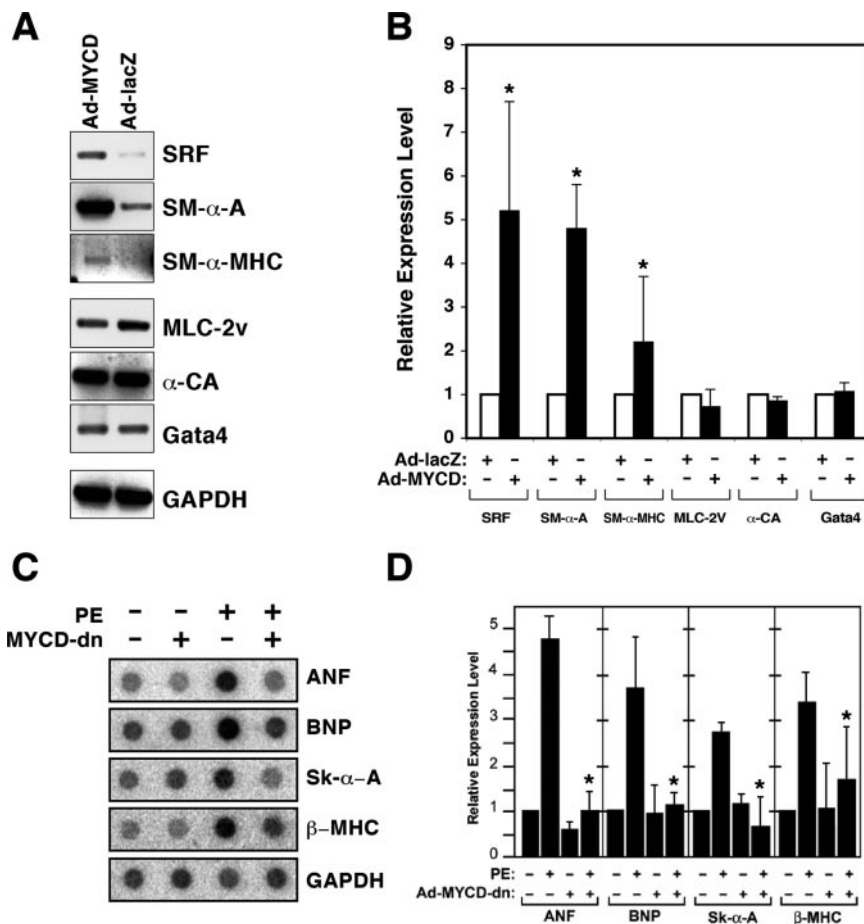 A
Ad-MYCD
Ad-lacZ
SRF
SM-α-A
SM-α-MHC
MLC-2v
α-CA
Gata4
GAPDH
B
Relative Expression Level
9
8
7
6
5
4
3
2
1
0
* * *
Ad-lacZ: + – + – + – + – + – + –
Ad-MYCD: – + – + – + – + – + – +
SRF SM-α-A SM-α-MHC MLC-2V α-CA Gata4
C
PE – – + +
MYCD-dn – + – +
ANF
BNP
Sk-α–A
β–MHC
GAPDH
D
Relative Expression Level
5
4
3
2
1
0
* * * *
PE: – + – + – + – + – + – + – + – +
Ad-MYCD-dn: – – + + – – + + – – + + – – + +
ANF BNP Sk-α-A β-MHC